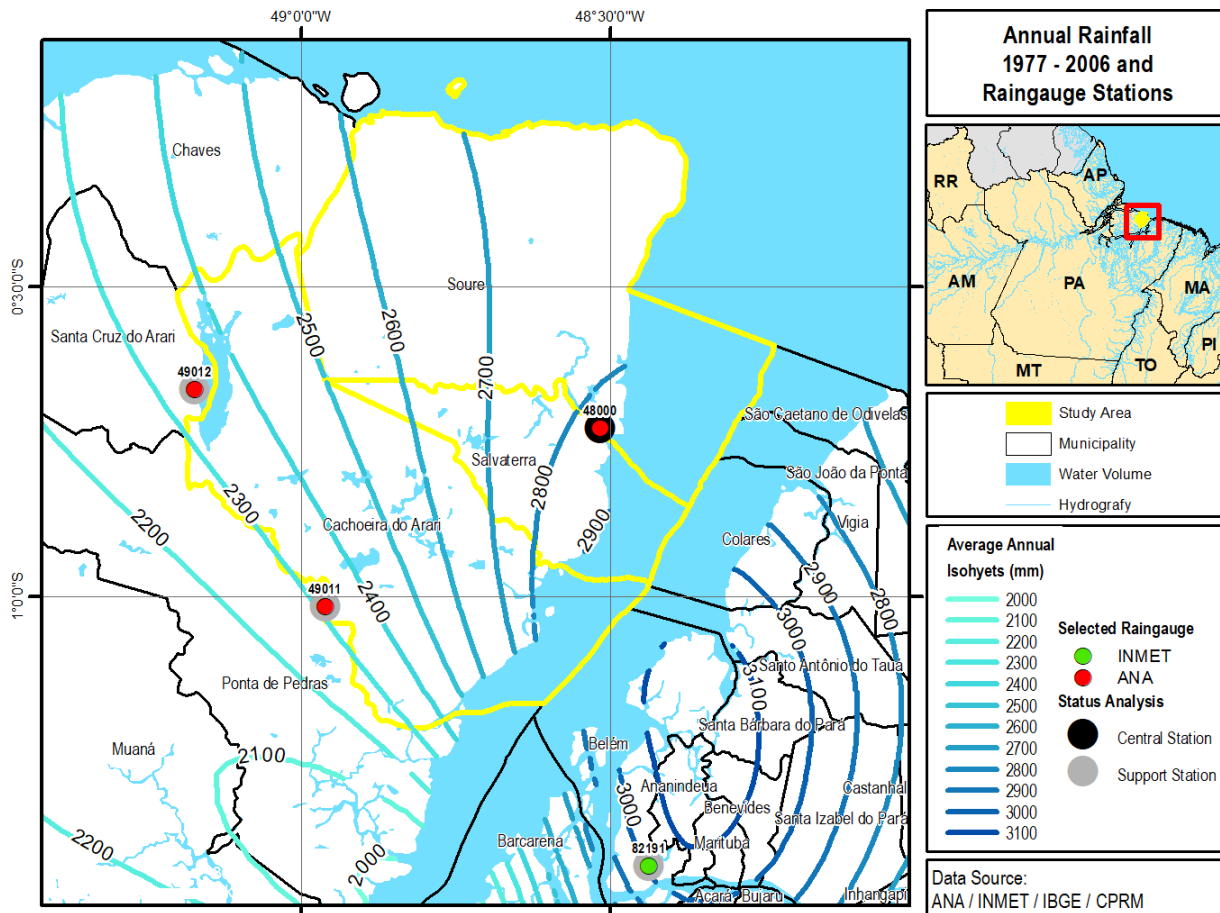 49°0'0"W
48°30'0"W
0°30'0"S
1°0'0"S
Chaves
Soure
Santa Cruz do Arari
49012
2500
2600
2700
48000
São Caetano de Odivelas
Salvaterra
São João da Ponta
2800
2300
2200
Cachoeira do Arari
2900
Vigia
Colares
2900
49011
2400
2800
3000
Ponta de Pedras
Santo Antônio do Tauá
3100
Santa Bárbara do Pará
Muaná
2100
Belém
Ananindeua
Castanhal
3000
Benevides
Santa Izabel do Pará
2200
Barcarena
Marituba
82191
2000
Acará
Bujaru
Inhangapi
Annual Rainfall
1977 - 2006 and
Raingauge Stations
RR
AP
AM
PA
MA
PI
MT
TO
Study Area
Municipality
Water Volume
Hydrografy
Average Annual
Isohyets (mm)
2000
2100
2200
2300
2400
2500
2600
2700
2800
2900
3000
3100
Selected Raingauge
INMET
ANA
Status Analysis
Central Station
Support Station
Data Source:
ANA / INMET / IBGE / CPRM